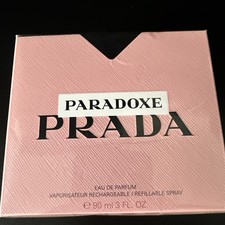 PARADOXE
PRADA
EAU DE PARFUM
VAPORISATEUR RECHARGEABLE / REFILLABLE SPRAY
℮ 90 ml 3 FL. OZ